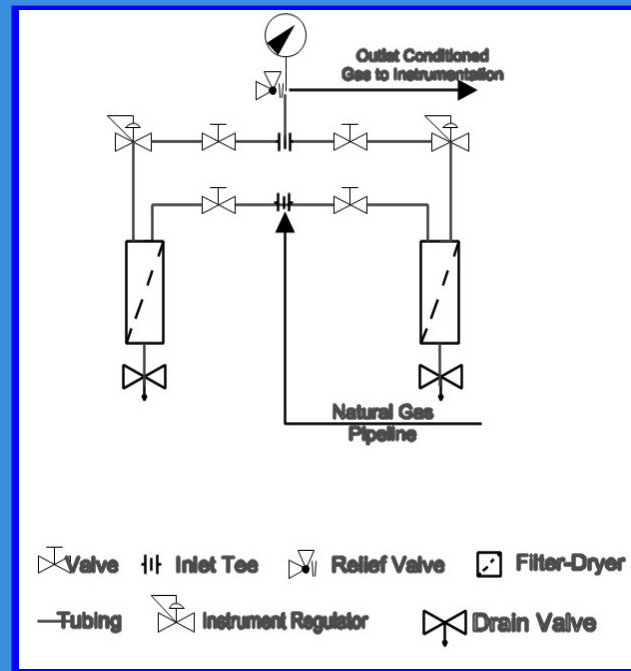 Outlet Conditioned
Gas to Instrumentation
Natural Gas
Pipeline
Valve
Inlet Tee
Relief Valve
Filter-Dryer
Tubing
Instrument Regulator
Drain Valve